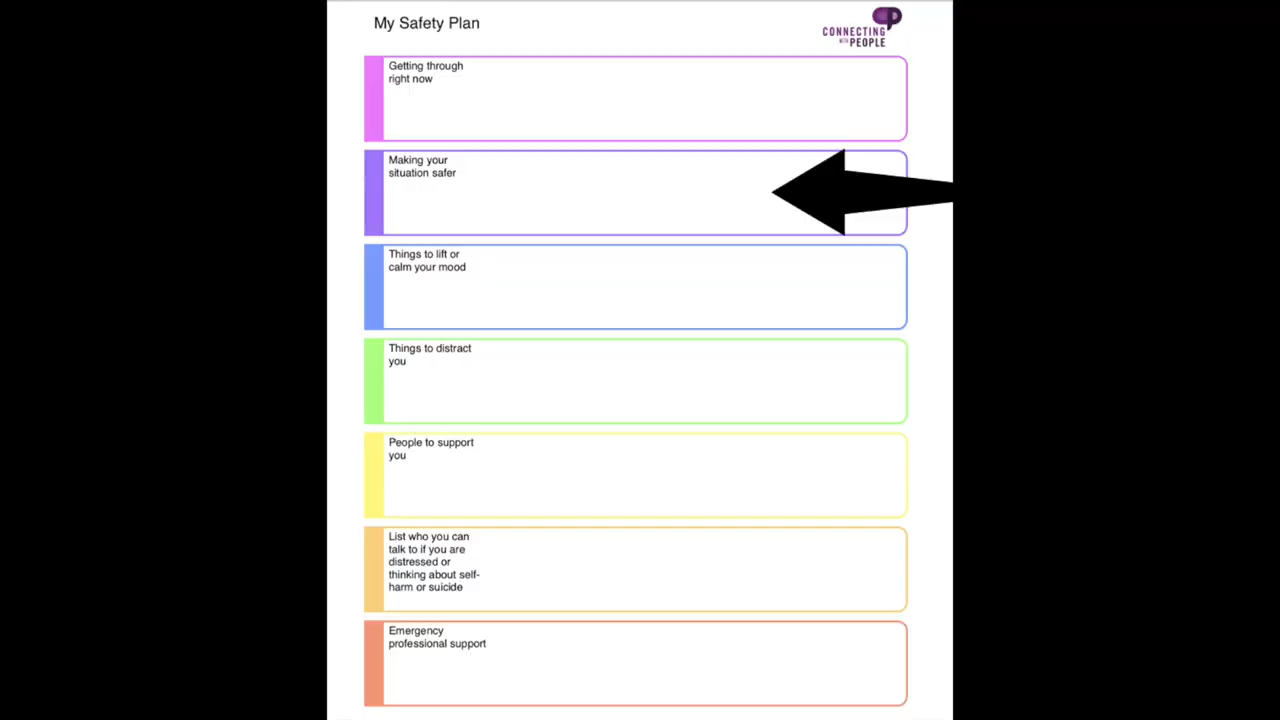 My Safety Plan
CONNECTING
WITH PEOPLE
Getting through
right now
Making your
situation safer
Things to lift or
calm your mood
Things to distract
you
People to support
you
List who you can
talk to if you are
distressed or
thinking about self-
harm or suicide
Emergency
professional support